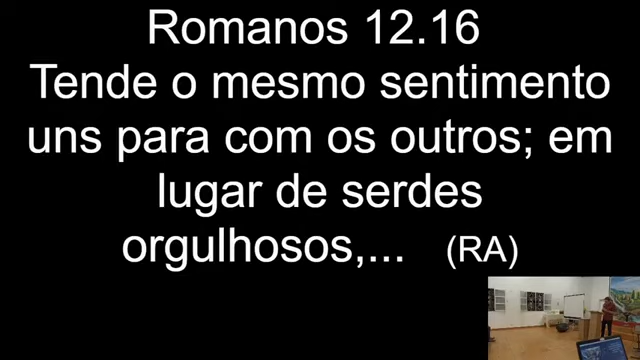 Romanos 12.16
Tende o mesmo sentimento
uns para com os outros; em
lugar de serdes
orgulhosos,... (RA)